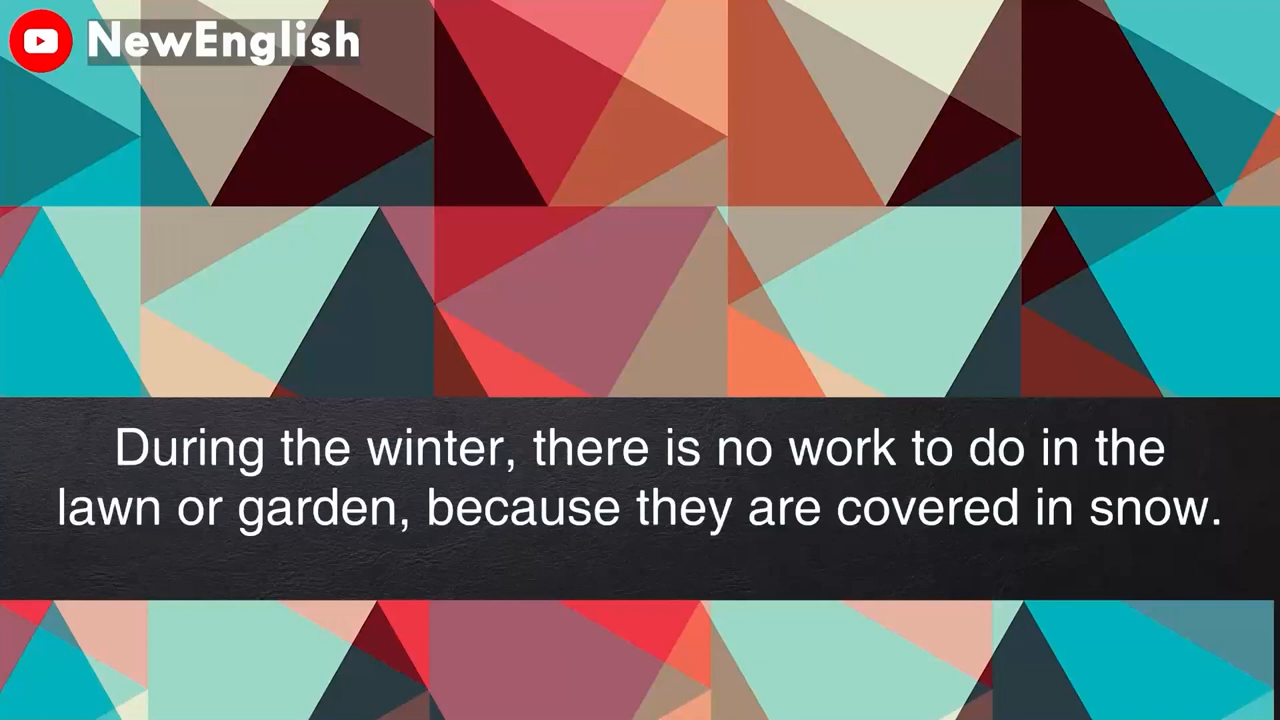 NewEnglish
During the winter, there is no work to do in the
lawn or garden, because they are covered in snow.